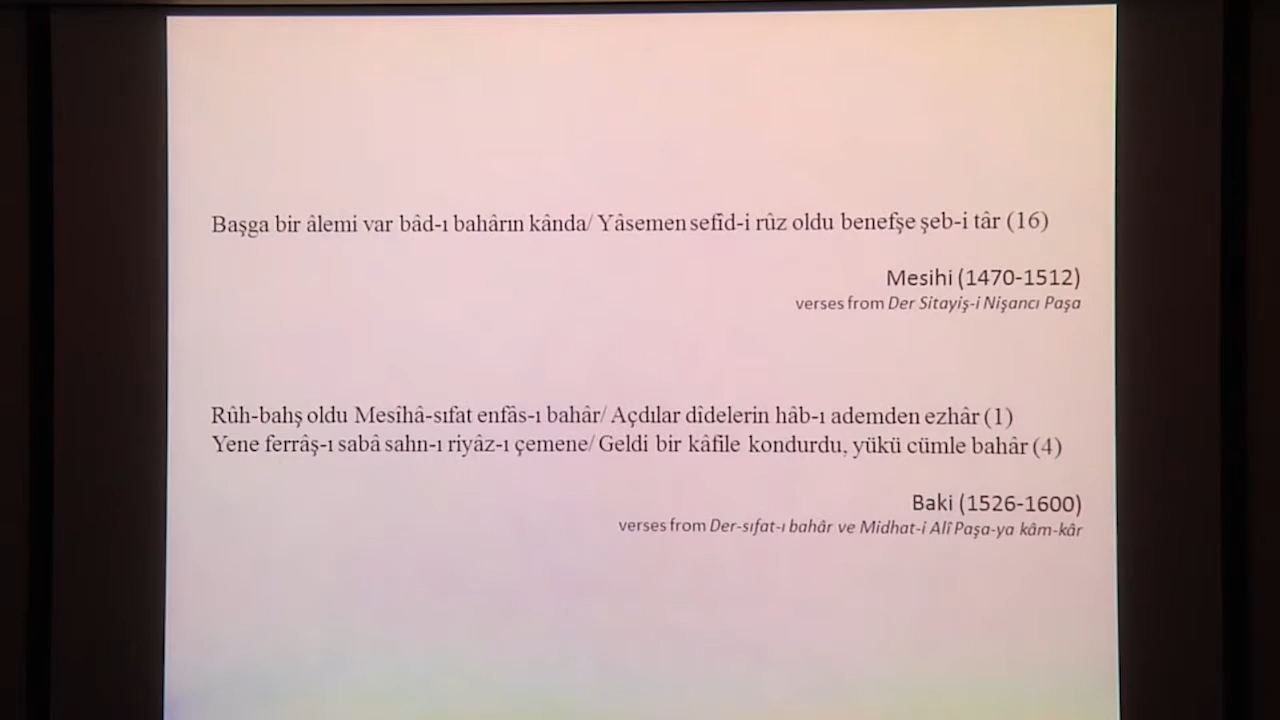 Başga bir âlemi var bâd-ı bahârın kânda/ Yâsemen sefîd-i rûz oldu benefşe şeb-i târ (16)
Mesihi (1470-1512)
verses from Der Sitayiş-i Nişancı Paşa
Rûh-bahş oldu Mesîhâ-sıfat enfâs-ı bahâr/ Açdılar dîdelerin hâb-ı ademden ezhâr (1)
Yene ferrâş-ı sabâ sahn-ı riyâz-ı çemene/ Geldi bir kâfile kondurdu, yükü cümle bahâr (4)
Baki (1526-1600)
verses from Der-sıfat-ı bahâr ve Midhat-i Alî Paşa-ya kâm-kâr